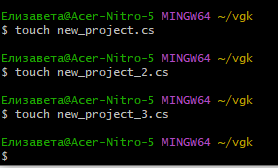 Елизавета@Acer-Nitro-5 MINGW64 ~/vgk
$ touch new_project.cs
Елизавета@Acer-Nitro-5 MINGW64 ~/vgk
$ touch new_project_2.cs
Елизавета@Acer-Nitro-5 MINGW64 ~/vgk
$ touch new_project_3.cs
Елизавета@Acer-Nitro-5 MINGW64 ~/vgk
$